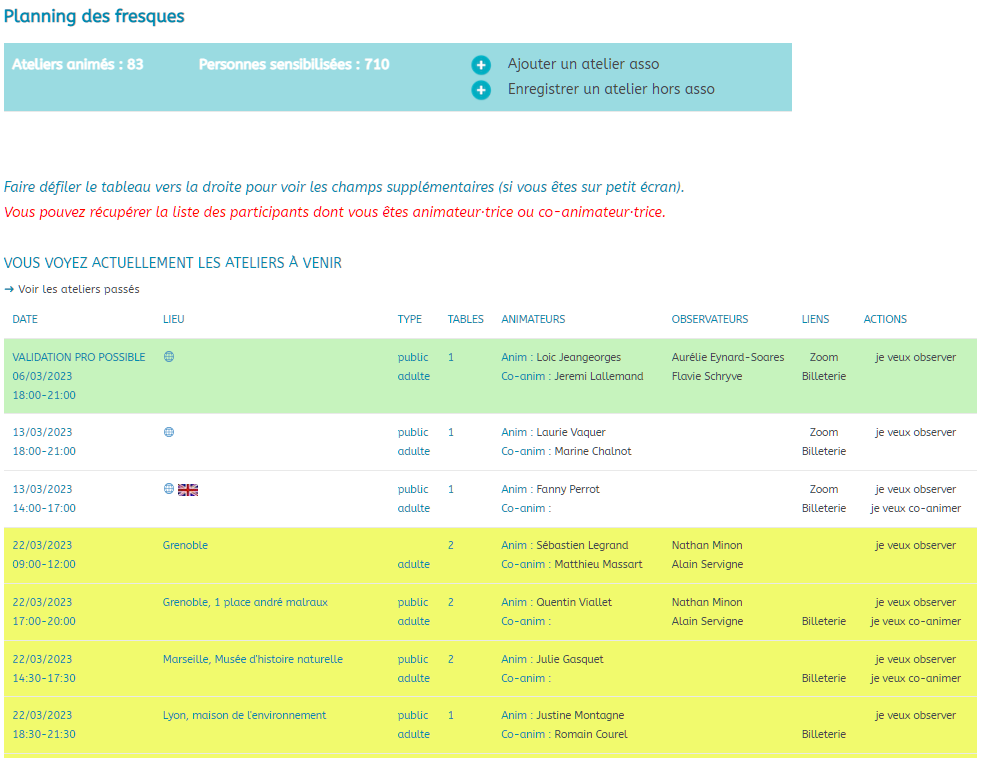 Planning des fresques
Ateliers animés : 83 Personnes sensibilisées : 710 Ajouter un atelier asso
Enregistrer un atelier hors asso
Faire défiler le tableau vers la droite pour voir les champs supplémentaires (si vous êtes sur petit écran).
Vous pouvez récupérer la liste des participants dont vous êtes animateur·trice ou co-animateur·trice.
VOUS VOYEZ ACTUELLEMENT LES ATELIERS À VENIR
→ Voir les ateliers passés
DATE LIEU TYPE TABLES ANIMATEURS OBSERVATEURS LIENS ACTIONS
VALIDATION PRO POSSIBLE public 1 Anim : Loic Jeangeorges Aurélie Eynard-Soares Zoom je veux observer
06/03/2023 adulte Co-anim : Jeremi Lallemand Flavie Schryve Billeterie
18:00-21:00
13/03/2023 public 1 Anim : Laurie Vaquer Zoom je veux observer
18:00-21:00 adulte Co-anim : Marine Chalnot Billeterie
13/03/2023 public 1 Anim : Fanny Perrot Zoom je veux observer
14:00-17:00 adulte Co-anim : Billeterie je veux co-animer
22/03/2023 Grenoble 2 Anim : Sébastien Legrand Nathan Minon je veux observer
09:00-12:00 adulte Co-anim : Matthieu Massart Alain Servigne
22/03/2023 Grenoble, 1 place andré malraux public 2 Anim : Quentin Viallet Nathan Minon je veux observer
17:00-20:00 adulte Co-anim : Alain Servigne Billeterie je veux co-animer
22/03/2023 Marseille, Musée d'histoire naturelle public 2 Anim : Julie Gasquet je veux observer
14:30-17:30 adulte Co-anim : Billeterie je veux co-animer
22/03/2023 Lyon, maison de l'environnement public 1 Anim : Justine Montagne je veux observer
18:30-21:30 adulte Co-anim : Romain Courel Billeterie